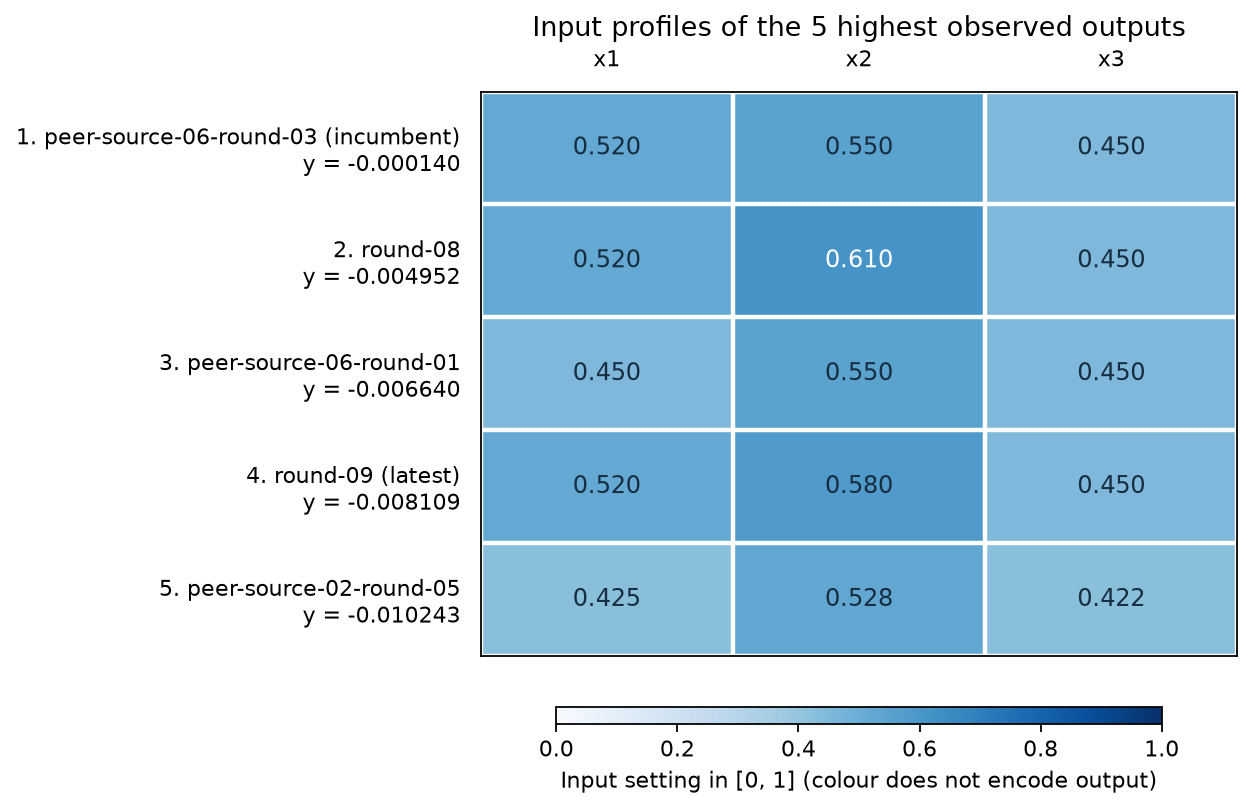 Input profiles of the 5 highest observed outputs
x1 x2 x3
1. peer-source-06-round-03 (incumbent)
y = -0.000140
0.520 0.550 0.450
2. round-08
y = -0.004952
0.520 0.610 0.450
3. peer-source-06-round-01
y = -0.006640
0.450 0.550 0.450
4. round-09 (latest)
y = -0.008109
0.520 0.580 0.450
5. peer-source-02-round-05
y = -0.010243
0.425 0.528 0.422
0.0 0.2 0.4 0.6 0.8 1.0
Input setting in [0, 1] (colour does not encode output)